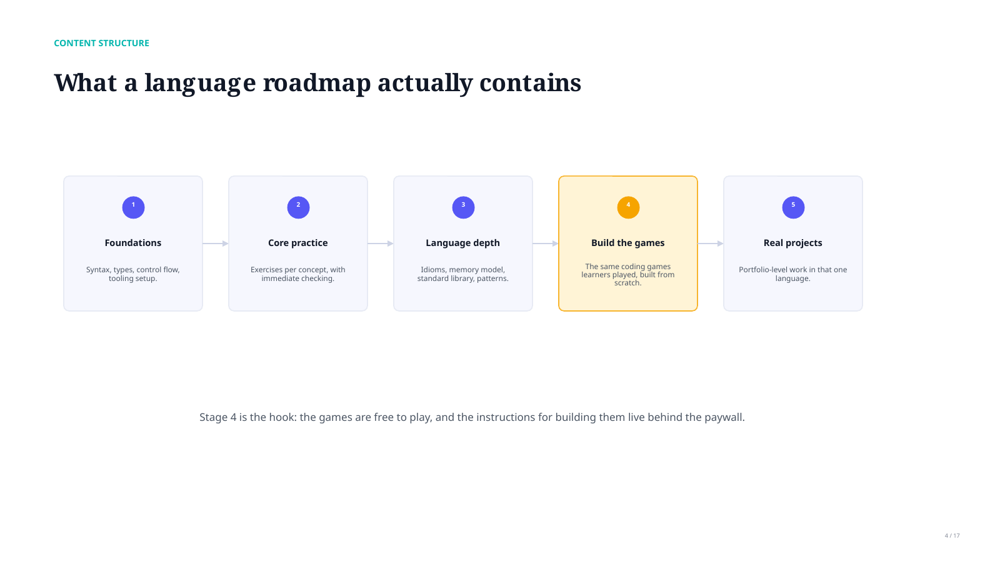 CONTENT STRUCTURE
What a language roadmap actually contains
1
Foundations
Syntax, types, control flow,
tooling setup.
2
Core practice
Exercises per concept, with
immediate checking.
3
Language depth
Idioms, memory model,
standard library, patterns.
4
Build the games
The same coding games
learners played, built from
scratch.
5
Real projects
Portfolio-level work in that one
language.
Stage 4 is the hook: the games are free to play, and the instructions for building them live behind the paywall.
4 / 17